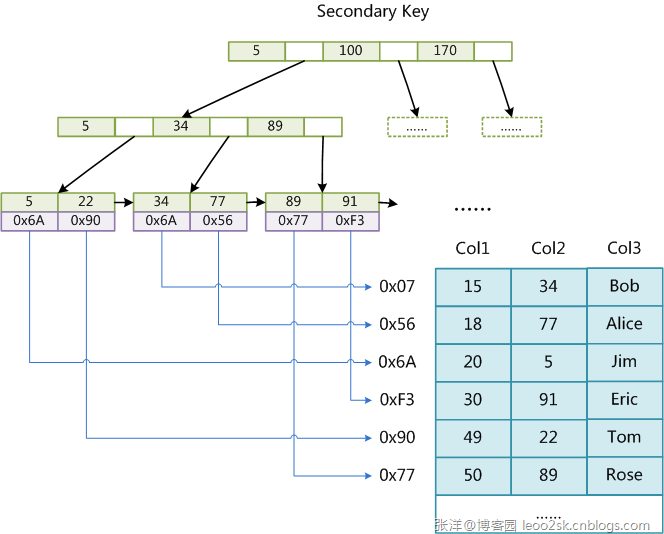 Secondary Key
5 100 170
5 34 89 ...... ......
5 22 34 77 89 91
0x6A 0x90 0x6A 0x56 0x77 0xF3
......
Col1 Col2 Col3
0x07 15 34 Bob
0x56 18 77 Alice
0x6A 20 5 Jim
0xF3 30 91 Eric
0x90 49 22 Tom
0x77 50 89 Rose
......
张洋@博客园 leoo2sk.cnblogs.com